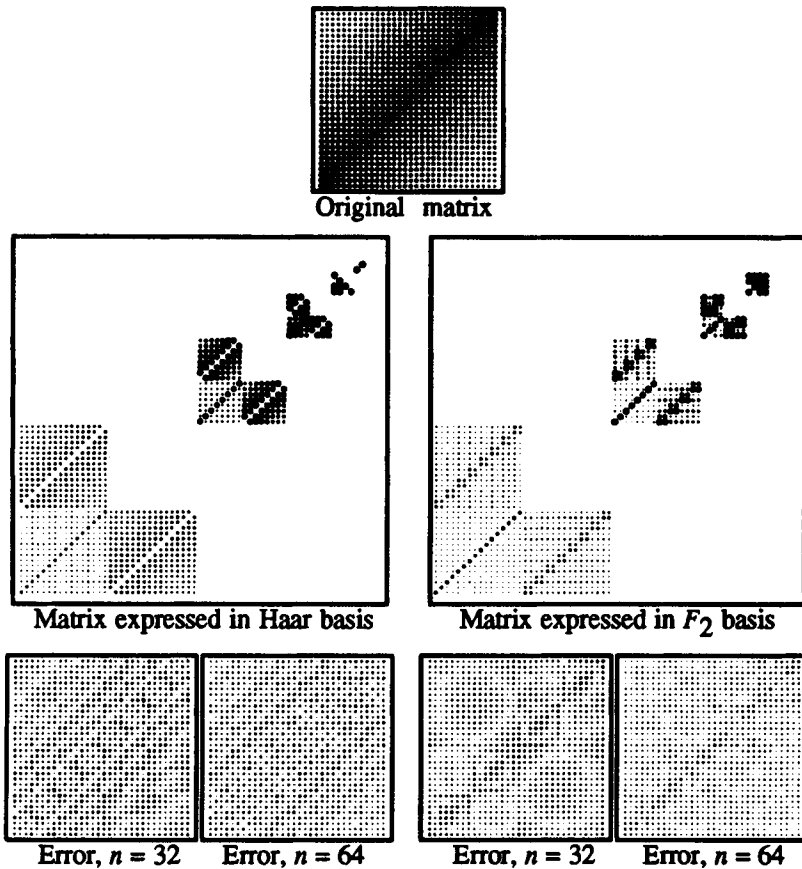 Original matrix
Matrix expressed in Haar basis
Matrix expressed in F2 basis
Error, n = 32
Error, n = 64
Error, n = 32
Error, n = 64